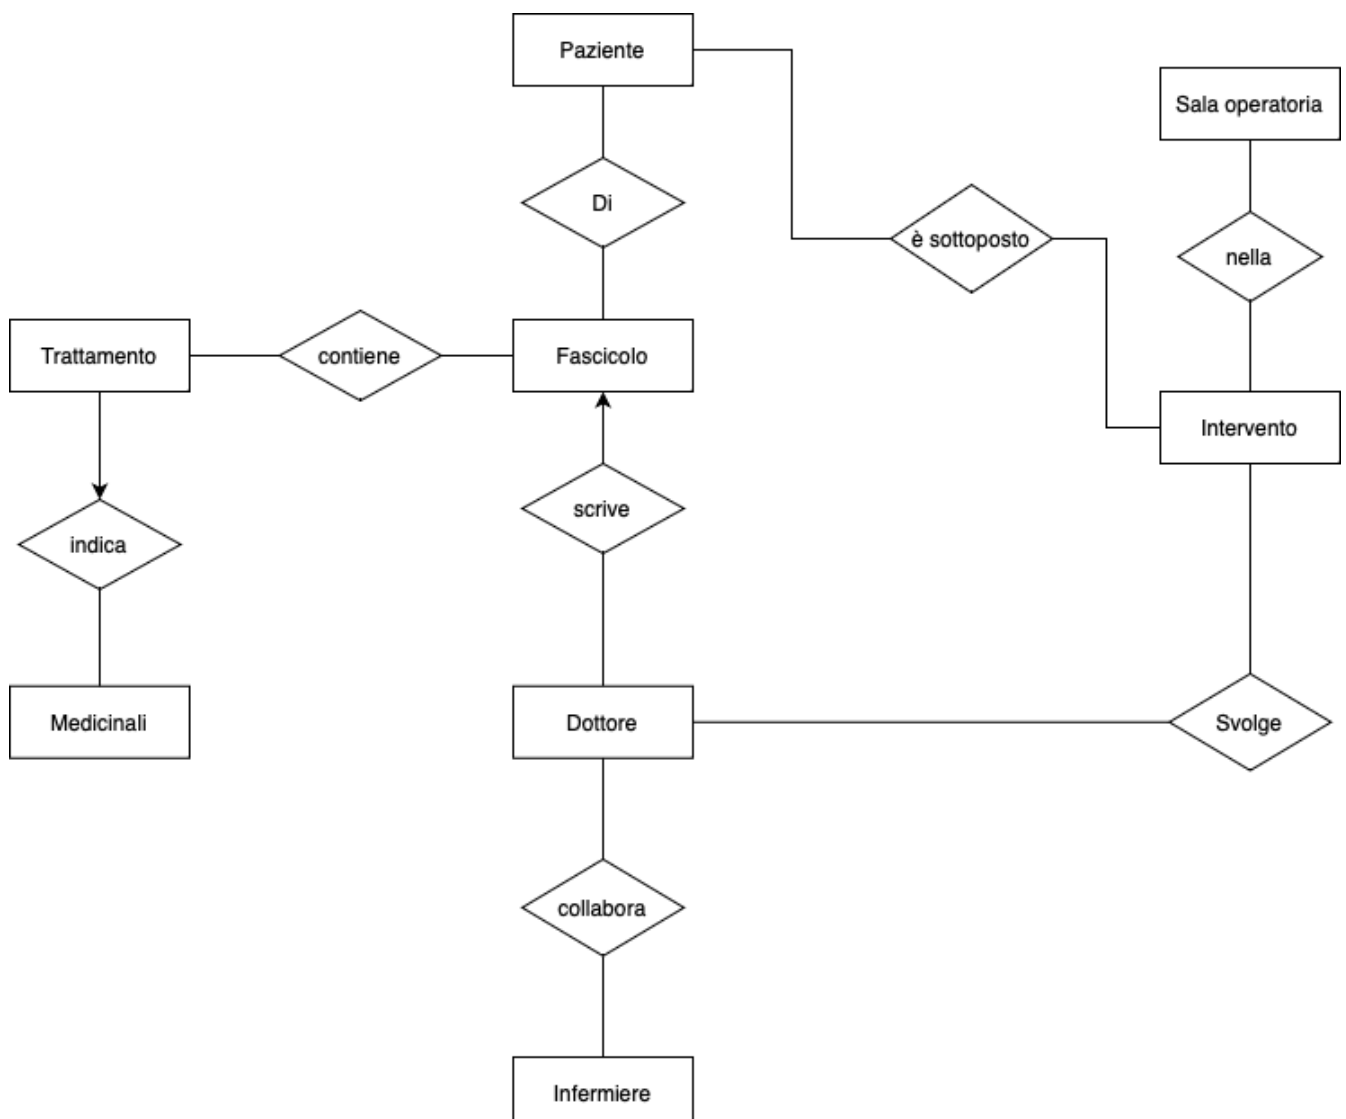 Paziente
Sala operatoria
Di
è sottoposto
nella
Trattamento
contiene
Fascicolo
Intervento
scrive
indica
Medicinali
Dottore
Svolge
collabora
Infermiere